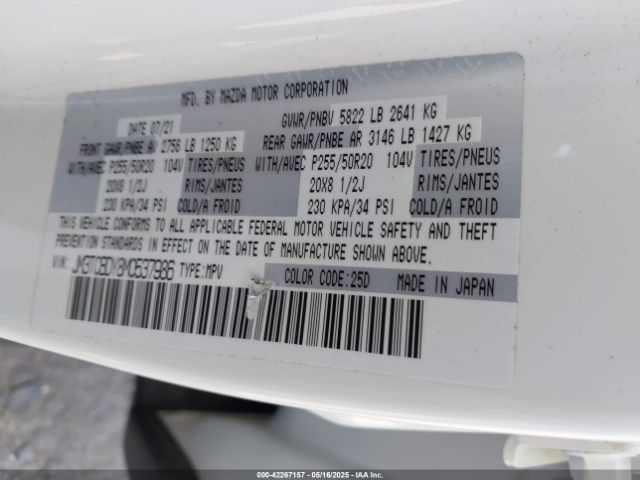 MFD. BY MAZDA MOTOR CORPORATION
DATE 07/21 GVWR/PNBV 5822 LB 2641 KG
FRONT GAWR/PNBE AV 2756 LB 1250 KG REAR GAWR/PNBE AR 3146 LB 1427 KG
WITH/AVEC P255/50R20 104V TIRES/PNEUS WITH/AVEC P255/50R20 104V TIRES/PNEUS
20X8 1/2J RIMS/JANTES 20X8 1/2J RIMS/JANTES
230 KPA/34 PSI COLD/A FROID 230 KPA/34 PSI COLD/A FROID
THIS VEHICLE CONFORMS TO ALL APPLICABLE FEDERAL MOTOR VEHICLE SAFETY AND THEFT
PREVENTION STANDARDS IN EFFECT ON THE DATE OF MANUFACTURE SHOWN ABOVE.
VIN: JM3TCBDY8M0537986 TYPE:MPV COLOR CODE:25D MADE IN JAPAN
000-42267157 - 05/16/2025 - IAAI.COM